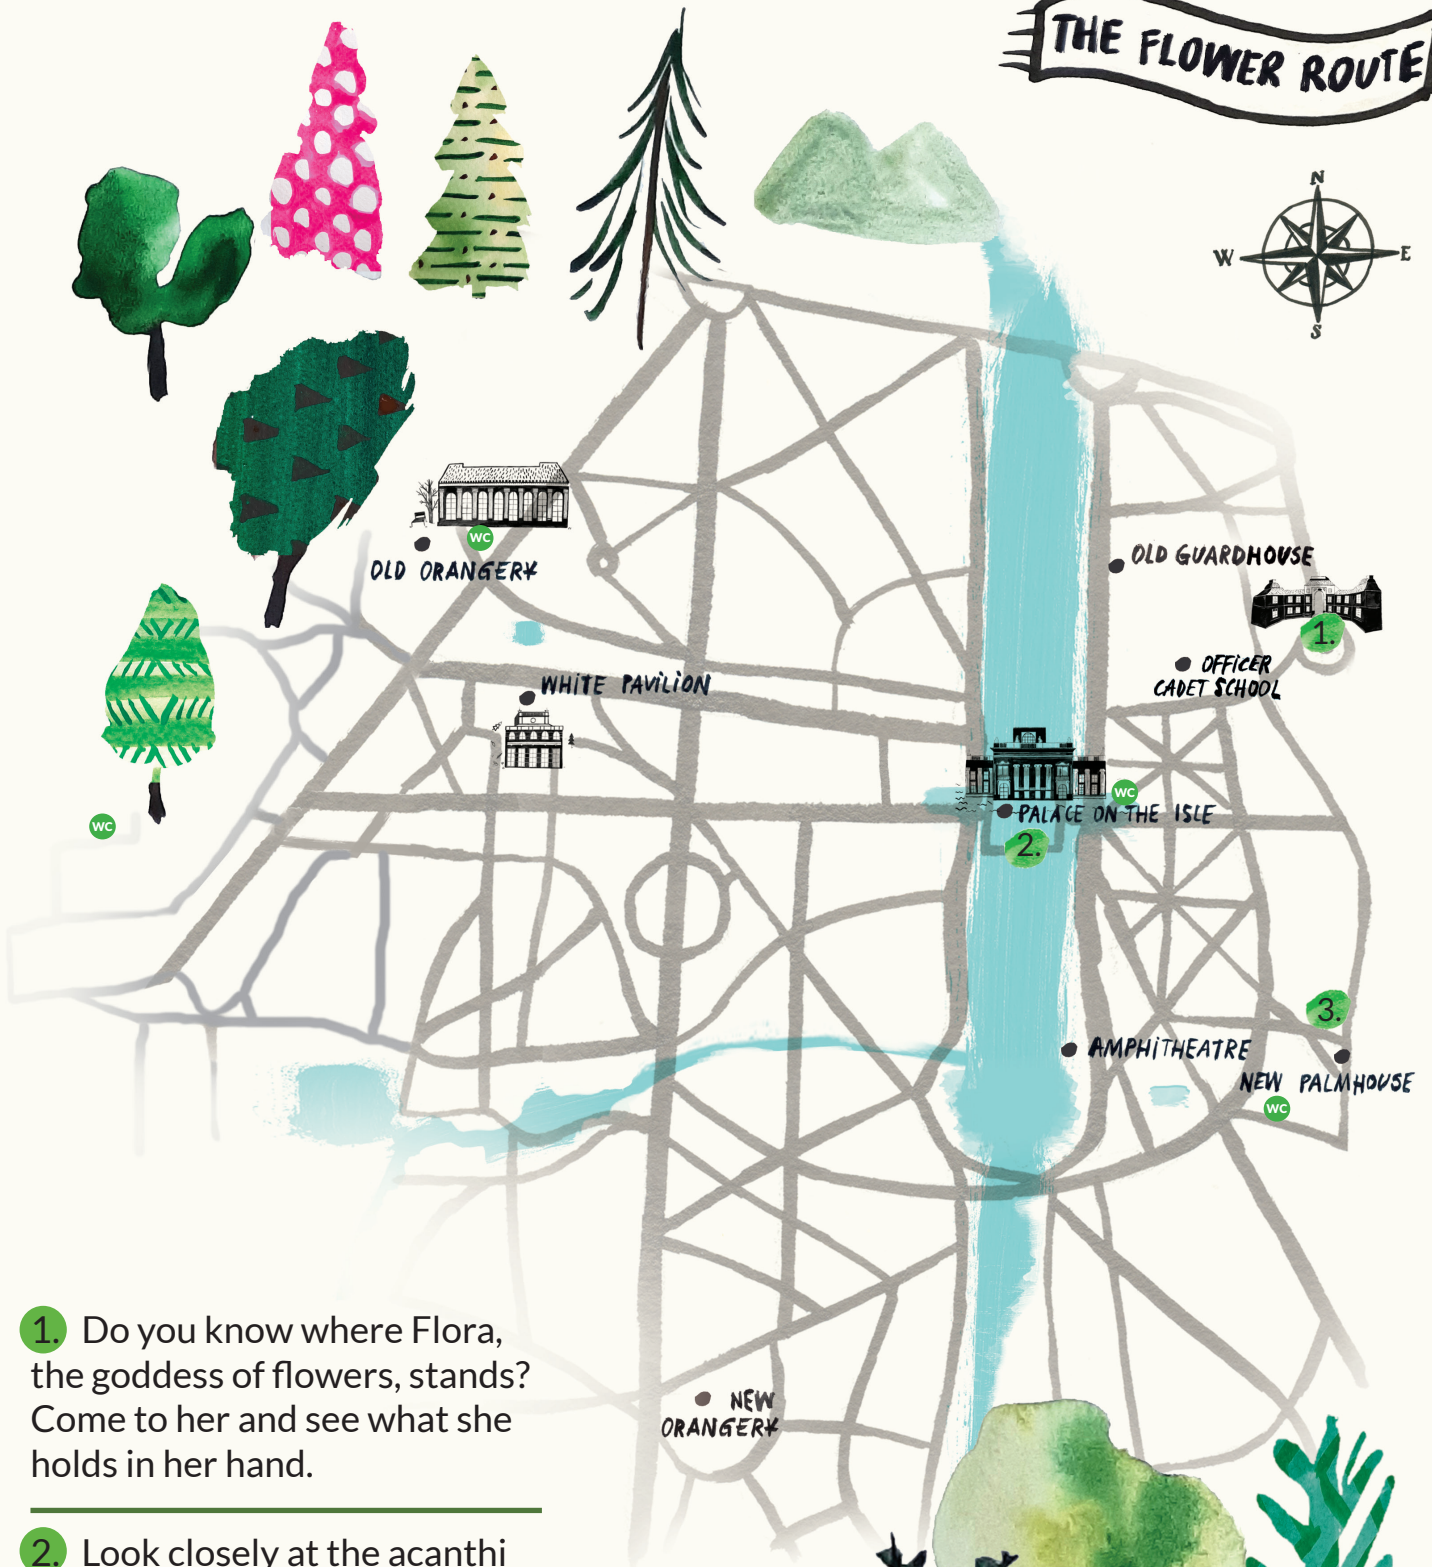 THE FLOWER ROUTE
N
W
E
S
WC
OLD ORANGERY
OLD GUARDHOUSE
1.
OFFICER
CADET SCHOOL
WHITE PAVILION
WC
PALACE ON THE ISLE
2.
WC
3.
AMPHITHEATRE
NEW PALMHOUSE
WC
NEW
ORANGERY
1. Do you know where Flora,
the goddess of flowers, stands?
Come to her and see what she
holds in her hand.
2. Look closely at the acanthi